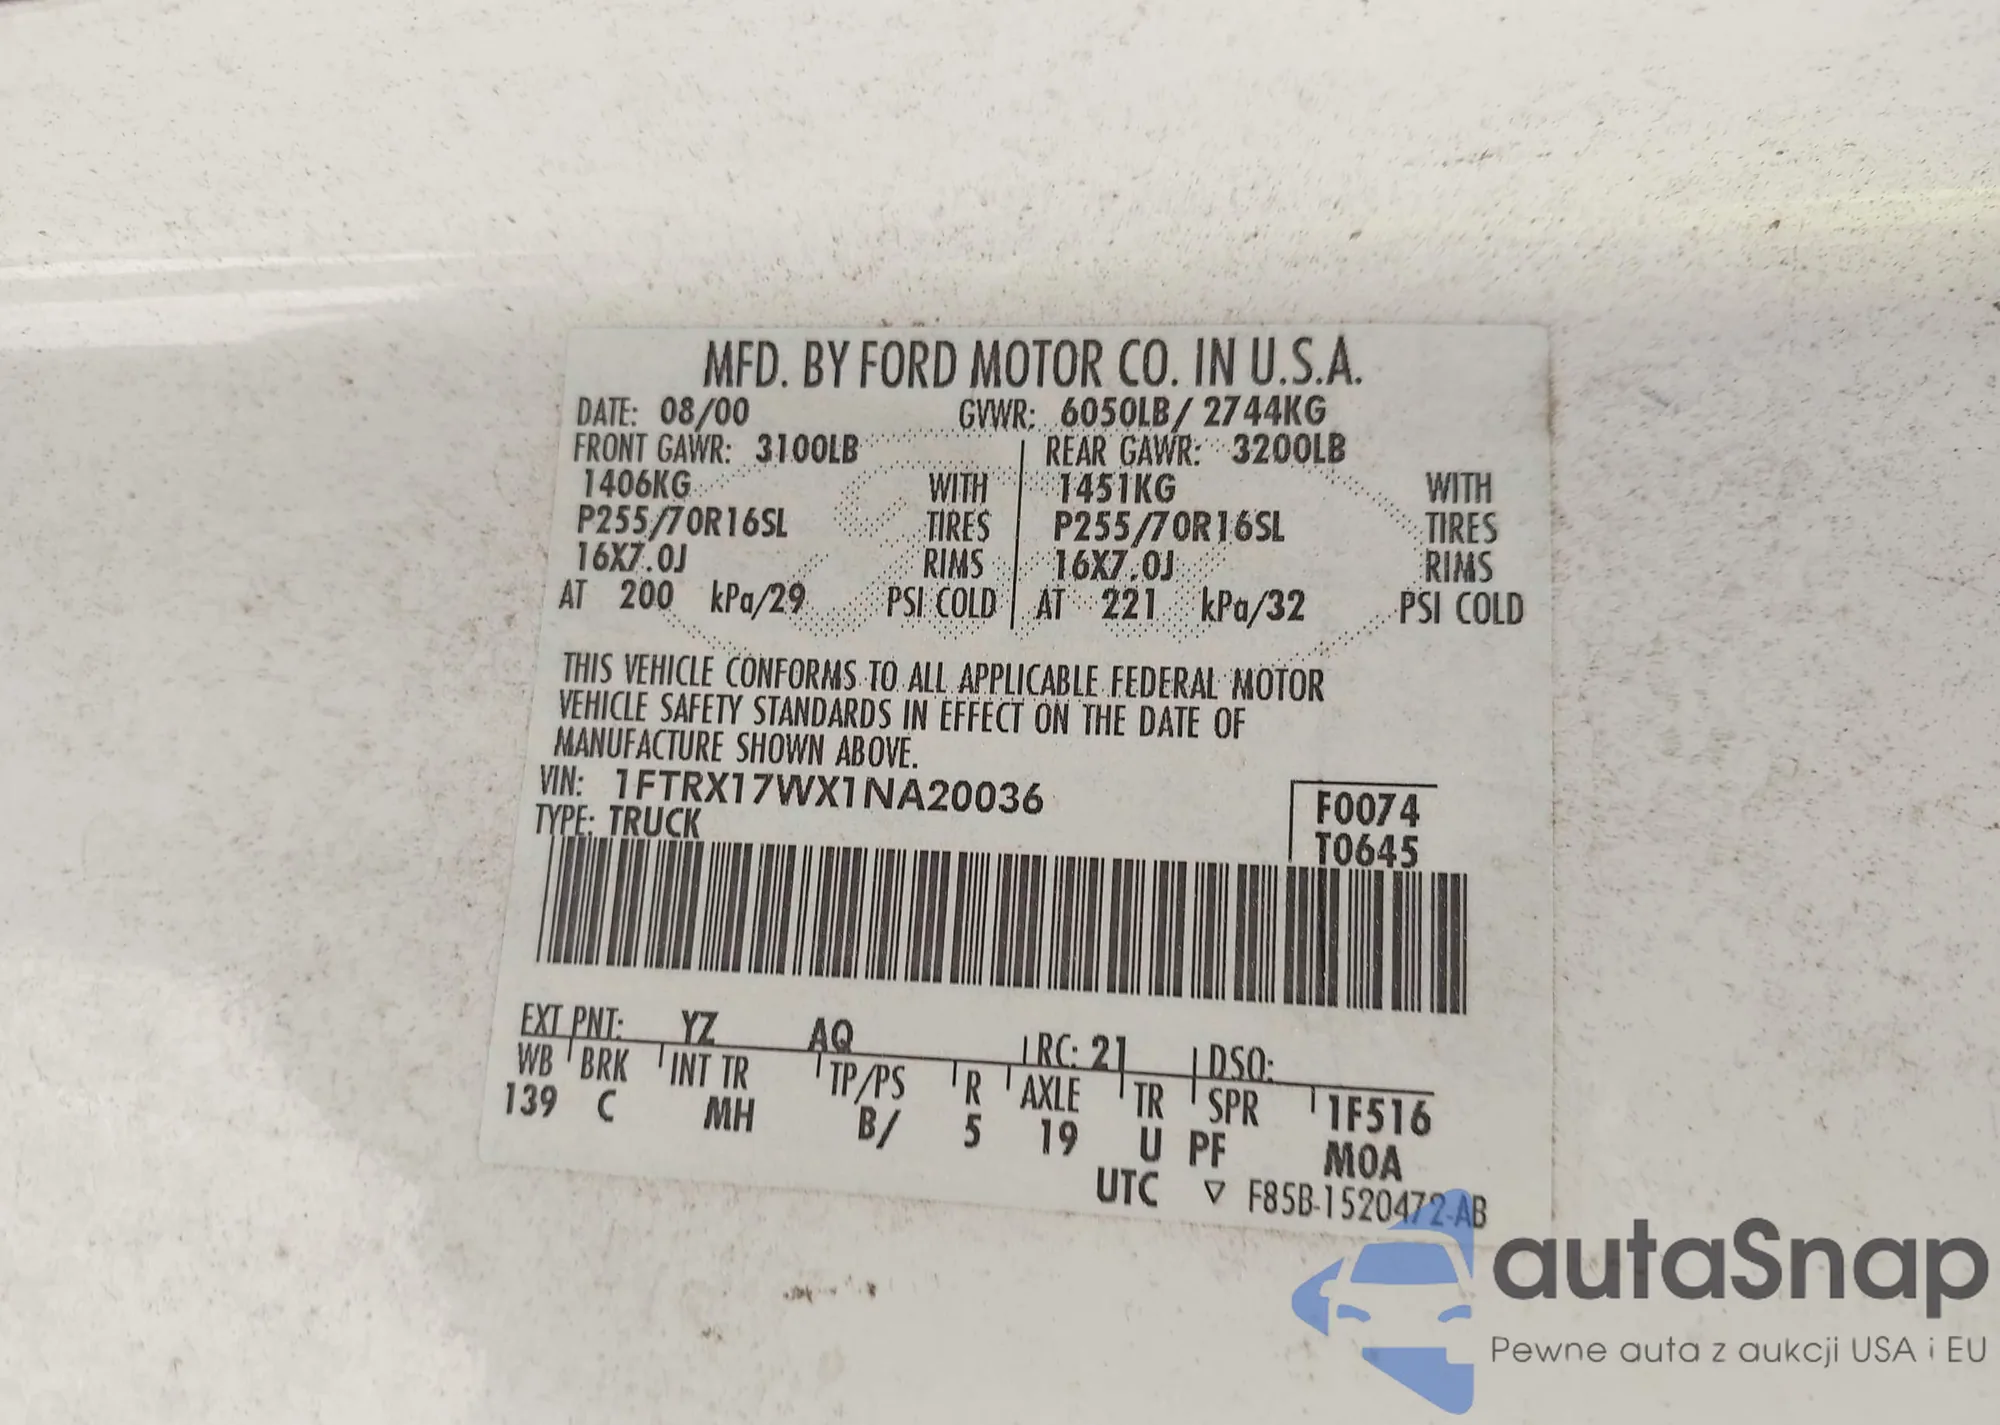 MFD. BY FORD MOTOR CO. IN U.S.A.
DATE: 08/00 GVWR: 6050LB/ 2744KG
FRONT GAWR: 3100LB REAR GAWR: 3200LB
1406KG WITH 1451KG WITH
P255/70R16SL TIRES P255/70R16SL TIRES
16X7.0J RIMS 16X7.0J RIMS
AT 200 kPa/29 PSI COLD AT 221 kPa/32 PSI COLD
THIS VEHICLE CONFORMS TO ALL APPLICABLE FEDERAL MOTOR
VEHICLE SAFETY STANDARDS IN EFFECT ON THE DATE OF
MANUFACTURE SHOWN ABOVE.
VIN: 1FTRX17WX1NA20036
F0074
TYPE: TRUCK
T0645
EXT PNT: YZ AQ RC: 21 DSO:
WB BRK INT TR TP/PS R AXLE TR SPR 1F516
139 C MH B/ 5 19 U PF M0A
UTC ▽ F85B-1520472-AB
autaSnap
Pewne auta z aukcji USA i EU